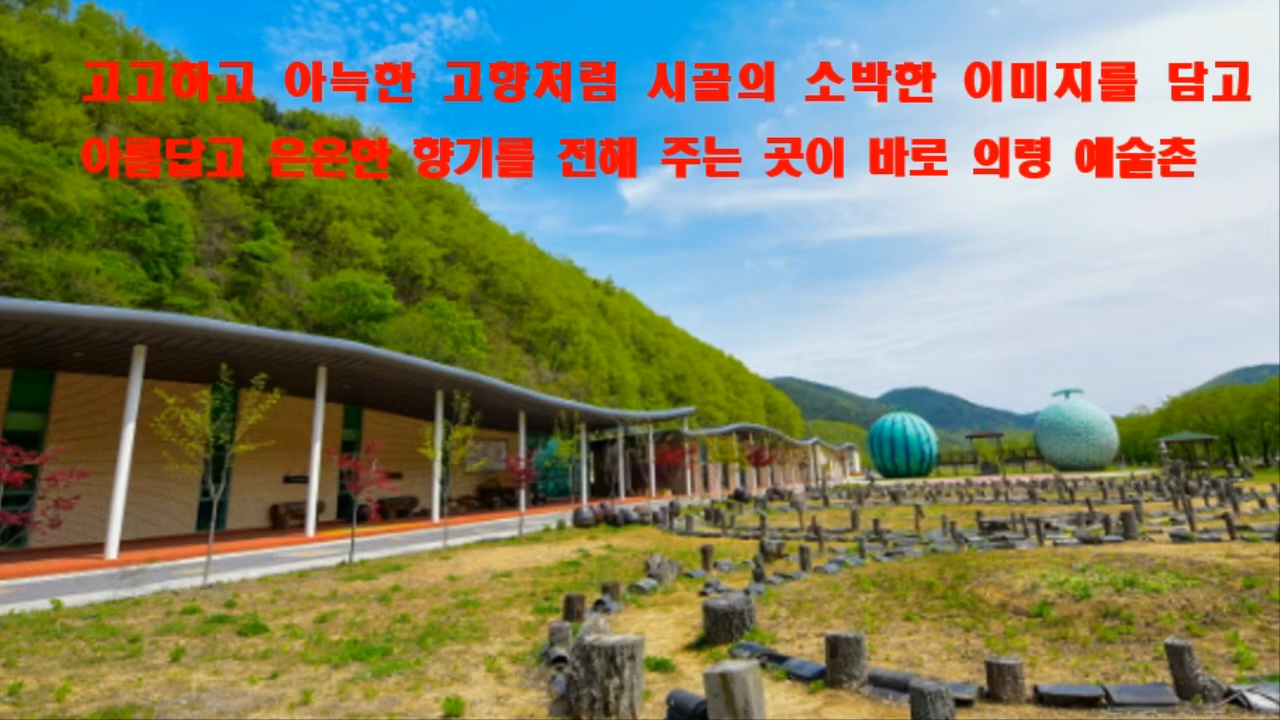 고고하고 아늑한 고향처럼 시골의 소박한 이미지를 담고
아름답고 은은한 향기를 전해 주는 곳이 바로 의령 예술촌